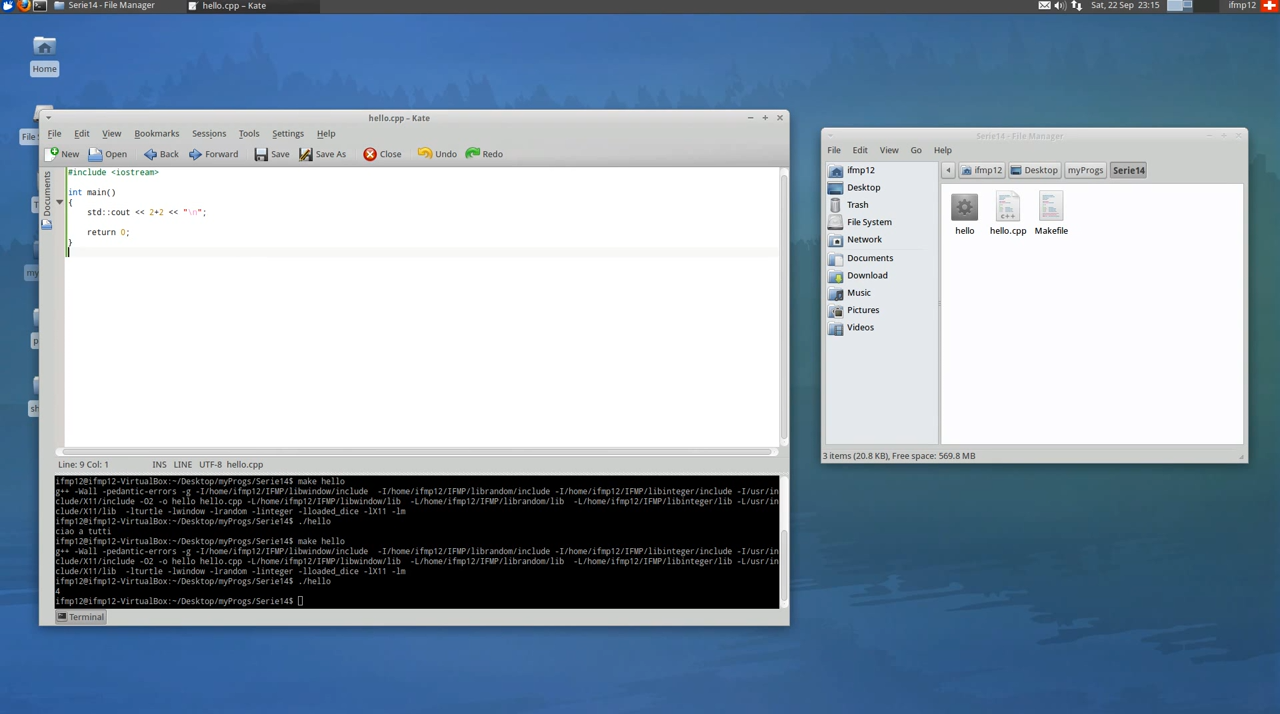 Serie14 - File Manager
hello.cpp – Kate
Sat, 22 Sep 23:15
ifmp12
Home
File
hello.cpp – Kate
File Edit View Bookmarks Sessions Tools Settings Help
New Open Back Forward Save Save As Close Undo Redo
Documents
#include <iostream>
int main()
{
std::cout << 2+2 << "\n";
return 0;
}
Line: 9 Col: 1 INS LINE UTF-8 hello.cpp
ifmp12@ifmp12-VirtualBox:~/Desktop/myProgs/Serie14$ make hello
g++ -Wall -pedantic-errors -g -I/home/ifmp12/IFMP/libwindow/include -I/home/ifmp12/IFMP/librandom/include -I/home/ifmp12/IFMP/libinteger/include -I/usr/in
clude/X11/include -O2 -o hello hello.cpp -L/home/ifmp12/IFMP/libwindow/lib -L/home/ifmp12/IFMP/librandom/lib -L/home/ifmp12/IFMP/libinteger/lib -L/usr/in
clude/X11/lib -lturtle -lwindow -lrandom -linteger -lloaded_dice -lX11 -lm
ifmp12@ifmp12-VirtualBox:~/Desktop/myProgs/Serie14$ ./hello
ciao a tutti
ifmp12@ifmp12-VirtualBox:~/Desktop/myProgs/Serie14$ make hello
g++ -Wall -pedantic-errors -g -I/home/ifmp12/IFMP/libwindow/include -I/home/ifmp12/IFMP/librandom/include -I/home/ifmp12/IFMP/libinteger/include -I/usr/in
clude/X11/include -O2 -o hello hello.cpp -L/home/ifmp12/IFMP/libwindow/lib -L/home/ifmp12/IFMP/librandom/lib -L/home/ifmp12/IFMP/libinteger/lib -L/usr/in
clude/X11/lib -lturtle -lwindow -lrandom -linteger -lloaded_dice -lX11 -lm
ifmp12@ifmp12-VirtualBox:~/Desktop/myProgs/Serie14$ ./hello
4
ifmp12@ifmp12-VirtualBox:~/Desktop/myProgs/Serie14$
Terminal
Serie14 - File Manager
File Edit View Go Help
ifmp12 Desktop myProgs Serie14
ifmp12
Desktop
Trash
File System
Network
Documents
Download
Music
Pictures
Videos
hello
hello.cpp
Makefile
c++
3 items (20.8 KB), Free space: 569.8 MB